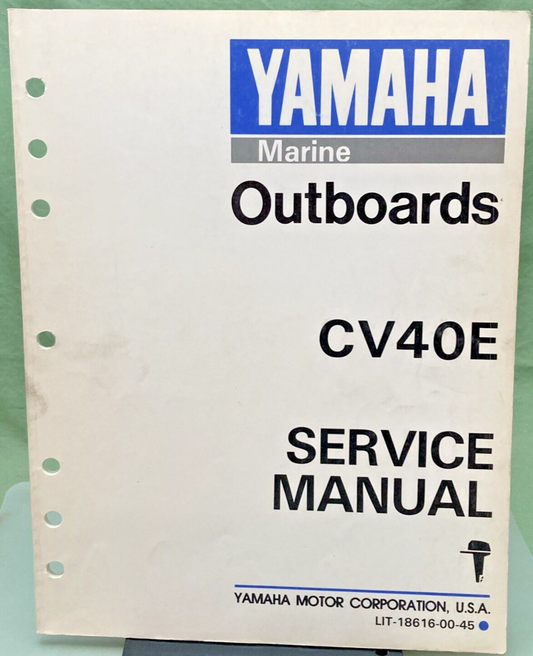 YAMAHA
Marine
Outboards
CV40E
SERVICE
MANUAL
YAMAHA MOTOR CORPORATION, U.S.A.
LIT-18616-00-45